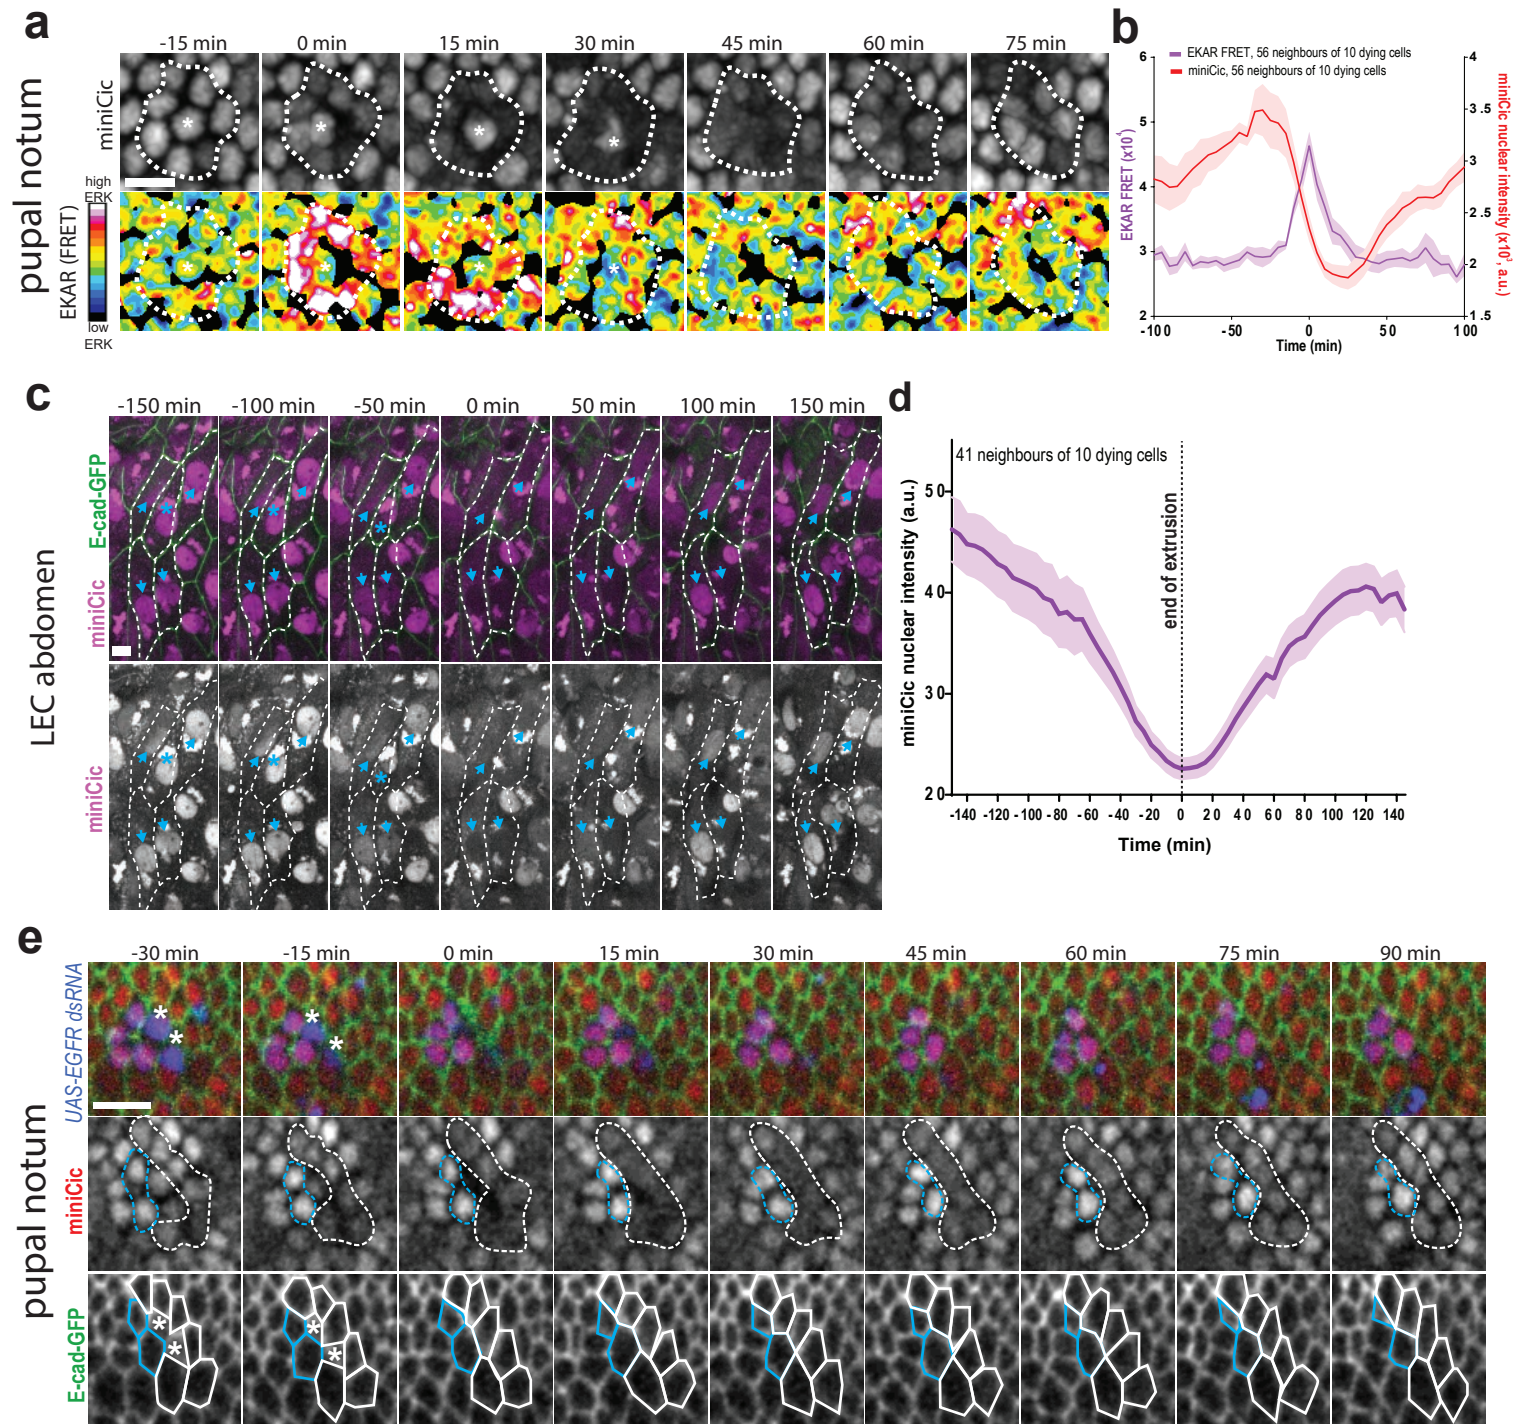 a
-15 min 0 min 15 min 30 min 45 min 60 min 75 min
pupal notum
miniCic
* * * *
high
ERK
EKAR (FRET)
* * * *
low
ERK
b
EKAR FRET, 56 neighbours of 10 dying cells
miniCic, 56 neighbours of 10 dying cells
EKAR FRET (x10⁴)
6
5
4
3
2
miniCic nuclear intensity (x10³, a.u.)
4
3.5
3
2.5
2
1.5
-100 -50 0 50 100
Time (min)
c
-150 min -100 min -50 min 0 min 50 min 100 min 150 min
LEC abdomen
E-cad-GFP
miniCic
* * *
miniCic
* * *
d
41 neighbours of 10 dying cells
end of extrusion
miniCic nuclear intensity (a.u.)
50
40
30
20
-140 -120 -100 -80 -60 -40 -20 0 20 40 60 80 100 120 140
Time (min)
e
-30 min -15 min 0 min 15 min 30 min 45 min 60 min 75 min 90 min
pupal notum
UAS-EGFR dsRNA
* * * *
miniCic
E-cad-GFP
* * * *